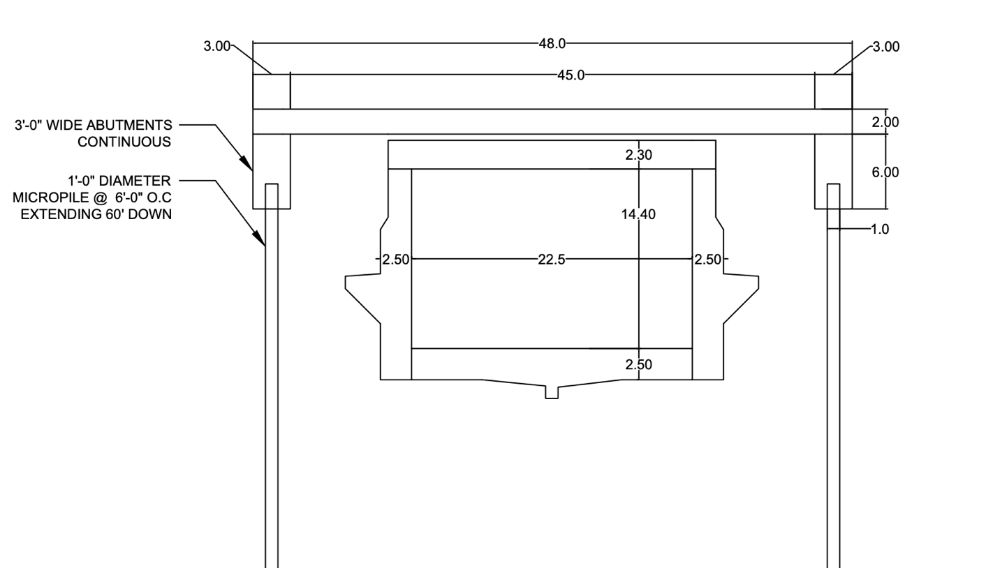 48.0
3.00
3.00
45.0
2.00
3'-0" WIDE ABUTMENTS
CONTINUOUS
2.30
6.00
1'-0" DIAMETER
MICROPILE @ 6'-0" O.C
EXTENDING 60' DOWN
14.40
1.0
2.50
22.5
2.50
2.50